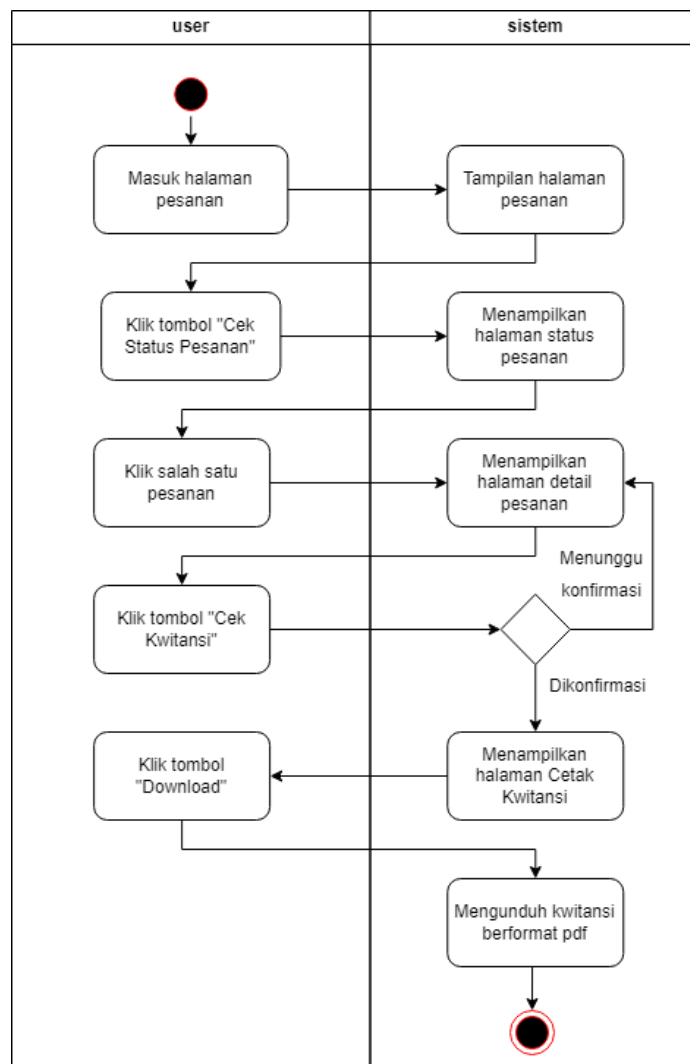 user
sistem
Masuk halaman
pesanan
Tampilan halaman
pesanan
Klik tombol "Cek
Status Pesanan"
Menampilkan
halaman status
pesanan
Klik salah satu
pesanan
Menampilkan
halaman detail
pesanan
Menunggu
konfirmasi
Klik tombol "Cek
Kwitansi"
Dikonfirmasi
Klik tombol
"Download"
Menampilkan
halaman Cetak
Kwitansi
Mengunduh kwitansi
berformat pdf